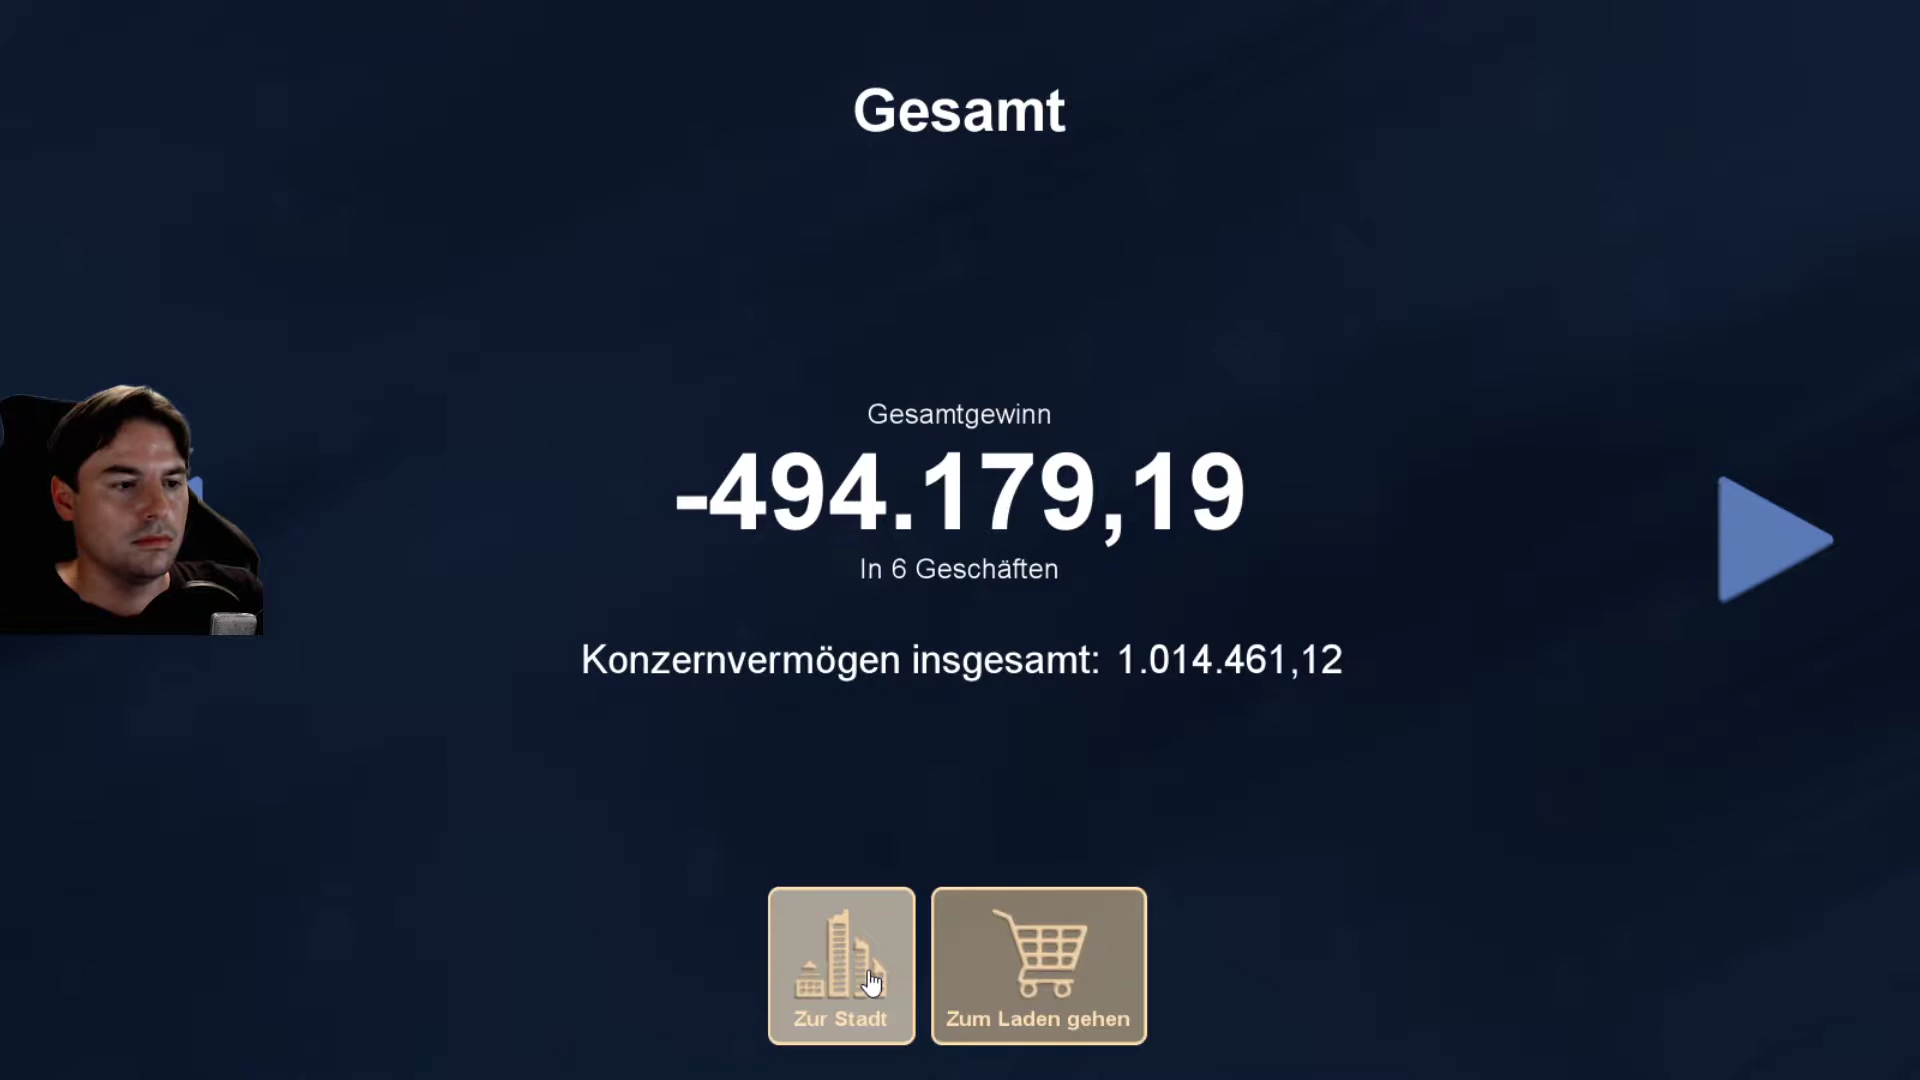 Gesamt
Gesamtgewinn
-494.179,19
In 6 Geschäften
Konzernvermögen insgesamt: 1.014.461,12
Zur Stadt
Zum Laden gehen